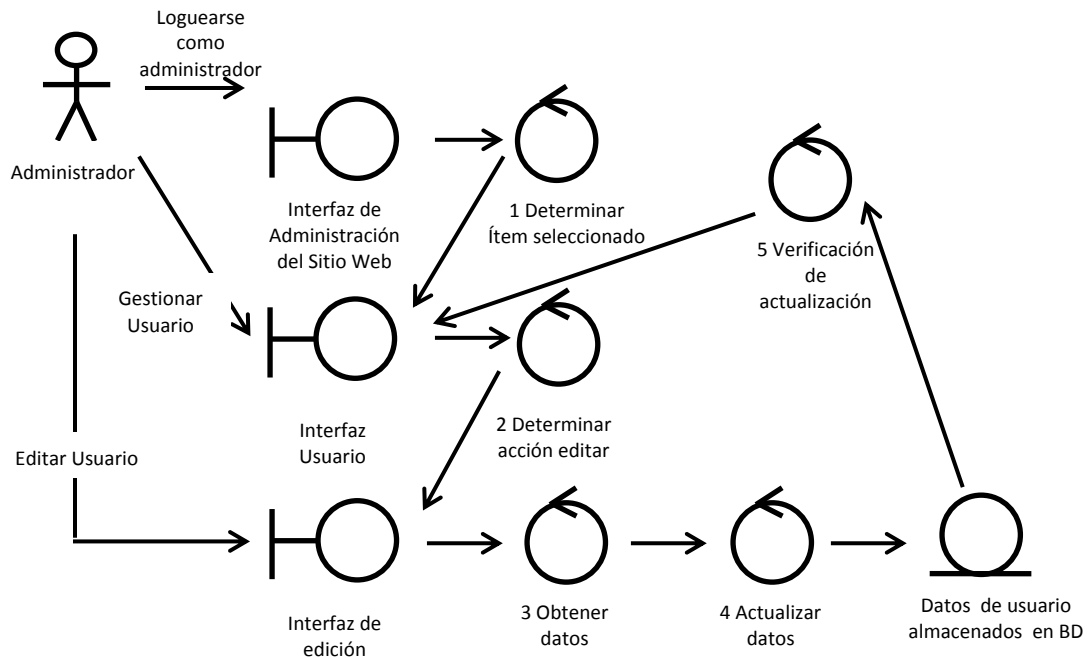 Loguearse
como
administrador
Administrador
Interfaz de
Administración
del Sitio Web
1 Determinar
Ítem seleccionado
5 Verificación
de
actualización
Gestionar
Usuario
Interfaz
Usuario
2 Determinar
acción editar
Editar Usuario
Interfaz de
edición
3 Obtener
datos
4 Actualizar
datos
Datos de usuario
almacenados en BD